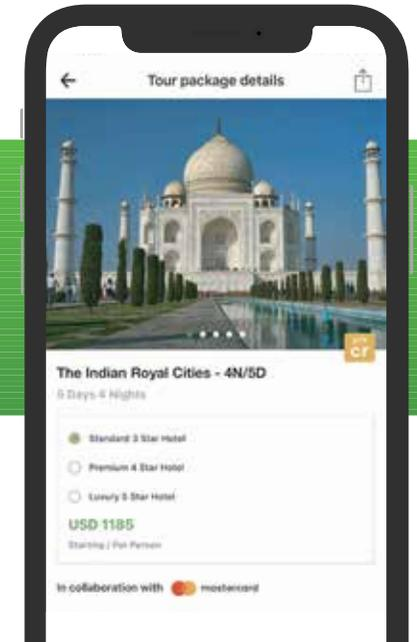 Tour package details
cr
The Indian Royal Cities - 4N/5D
5 Days 4 Nights
Standard 3 Star Hotel
Premium 4 Star Hotel
Luxury 5 Star Hotel
USD 1185
Starting / Per Person
In collaboration with mastercard